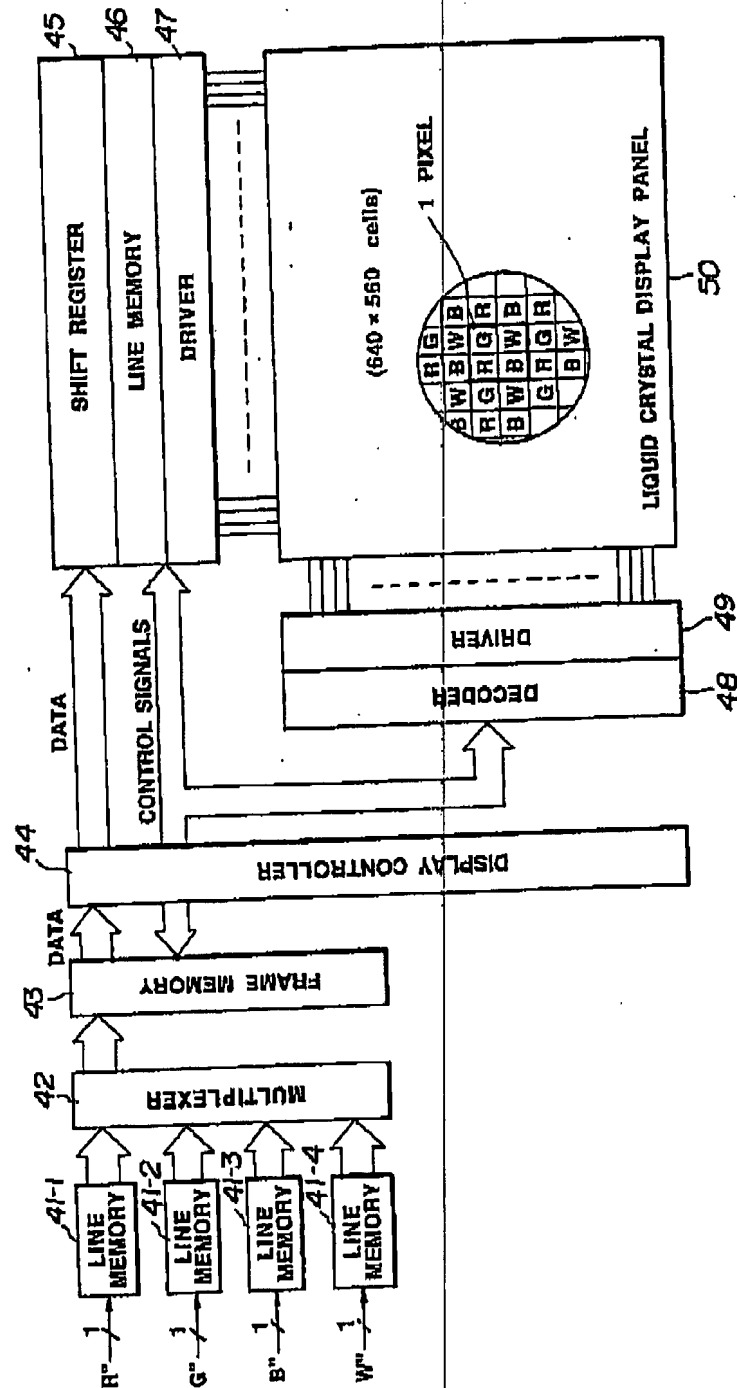 R"
1
G"
1
B"
1
W"
1
41-1
LINE
MEMORY
41-2
LINE
MEMORY
41-3
LINE
MEMORY
41-4
LINE
MEMORY
42
MULTIPLEXER
43
FRAME MEMORY
DATA
44
DISPLAY CONTROLLER
DATA
CONTROL SIGNALS
45
SHIFT REGISTER
46
LINE MEMORY
47
DRIVER
DECODER
48
DRIVER
49
(640 × 560 cells)
1 PIXEL
R G
B W B W B
R G R G R
B W B W B
G R G R
B W
LIQUID CRYSTAL DISPLAY PANEL
50